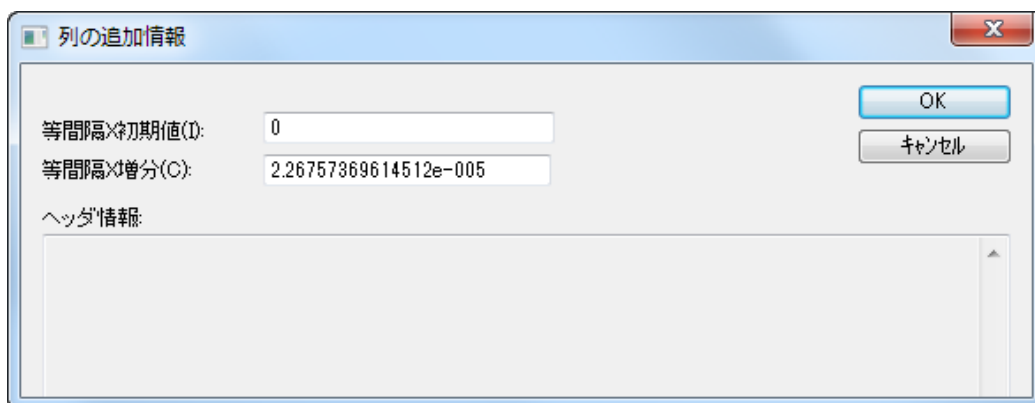 列の追加情報
OK
等間隔X初期値(I): 0
キャンセル
等間隔X増分(C): 2.26757369614512e-005
ヘッダ情報: